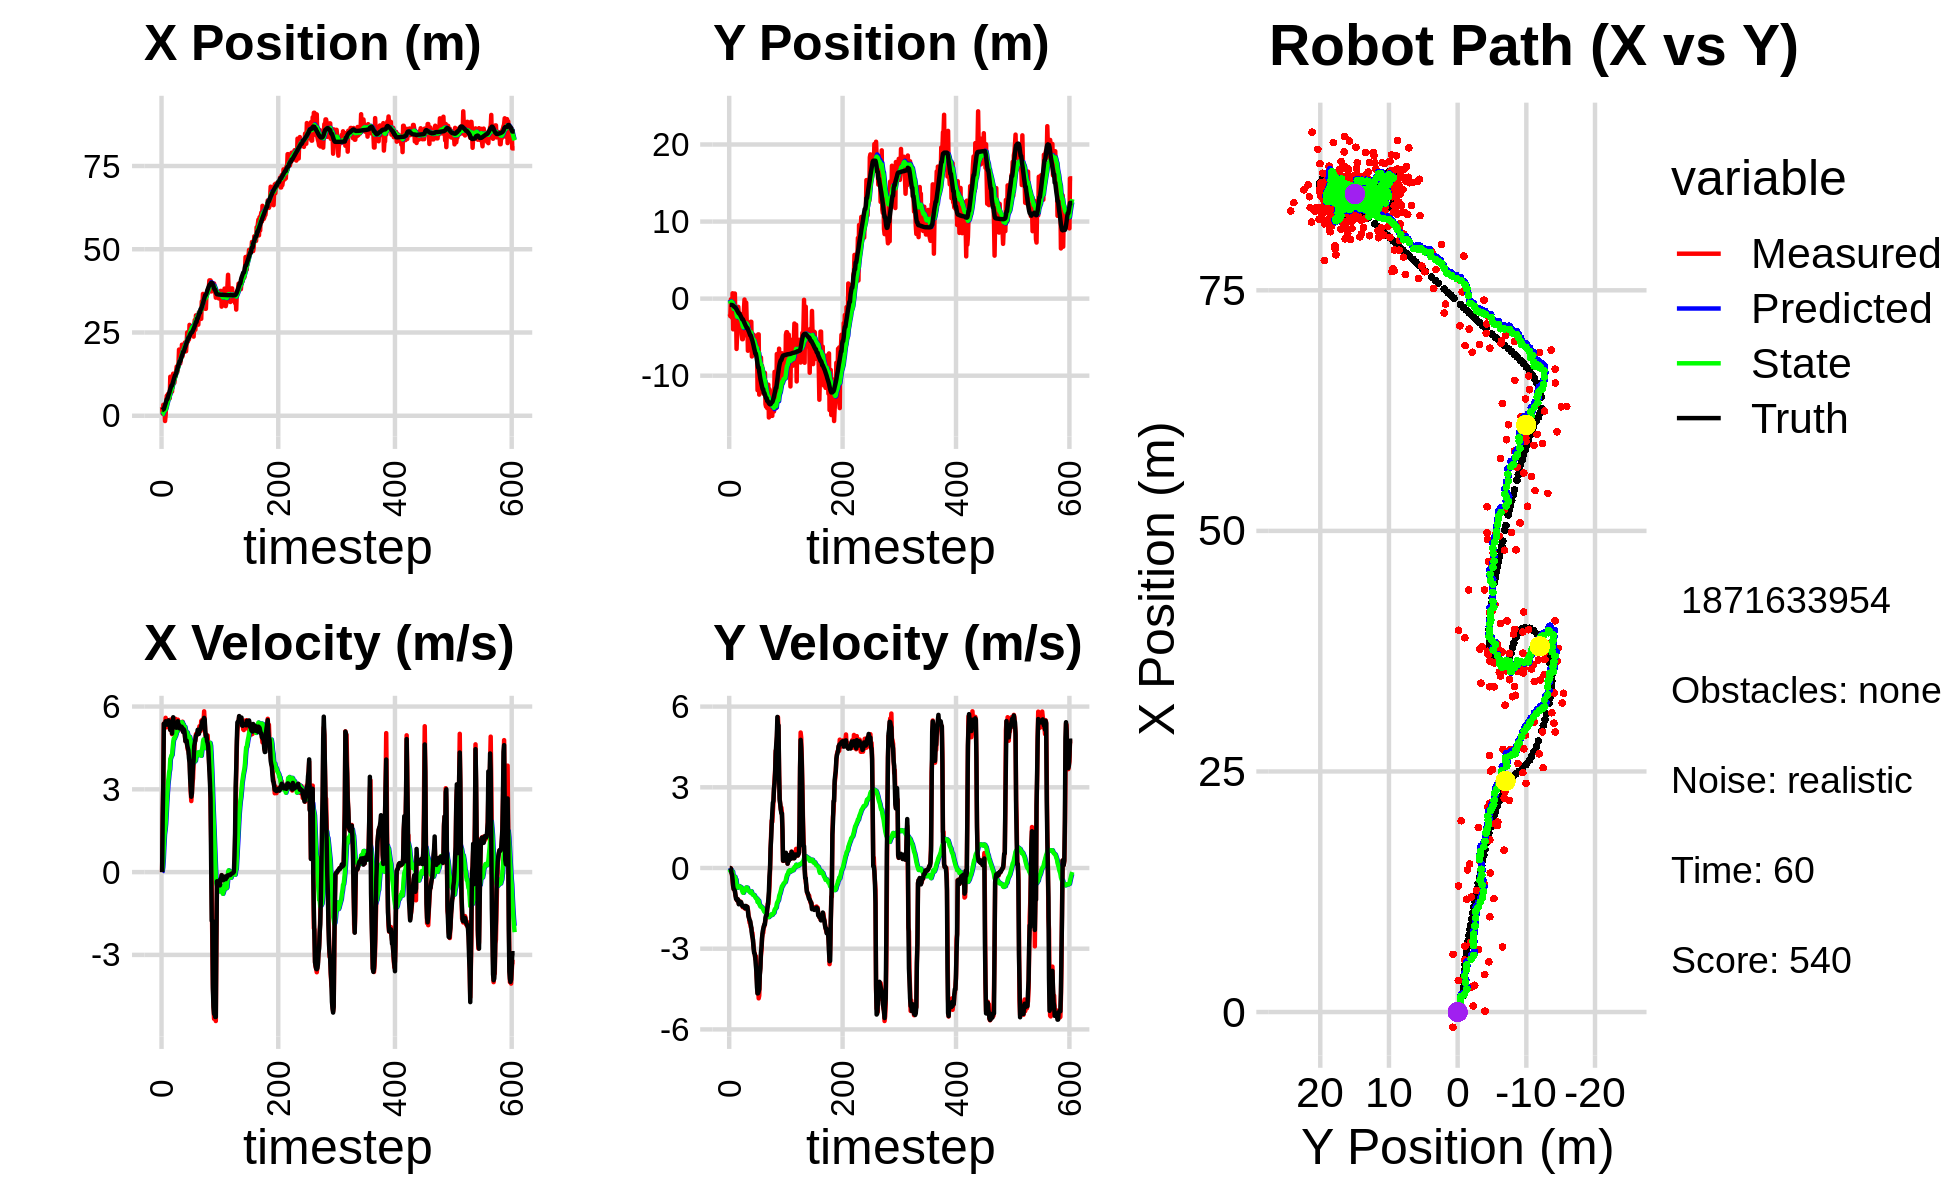 X Position (m)
75
50
25
0
0
200
400
600
timestep
Y Position (m)
20
10
0
-10
0
200
400
600
timestep
X Velocity (m/s)
6
3
0
-3
0
200
400
600
timestep
Y Velocity (m/s)
6
3
0
-3
-6
0
200
400
600
timestep
Robot Path (X vs Y)
X Position (m)
75
50
25
0
20 10 0 -10 -20
Y Position (m)
variable
Measured
Predicted
State
Truth
1871633954
Obstacles: none
Noise: realistic
Time: 60
Score: 540